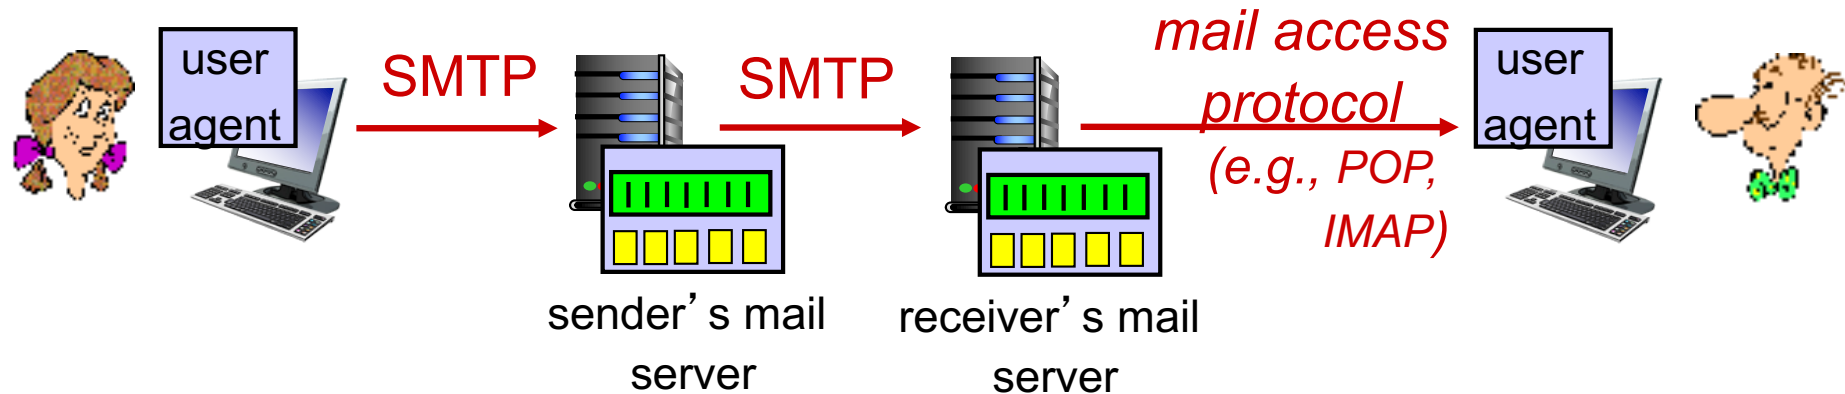 user
agent
SMTP
SMTP
mail access
protocol
(e.g., POP,
IMAP)
user
agent
sender’s mail
server
receiver’s mail
server